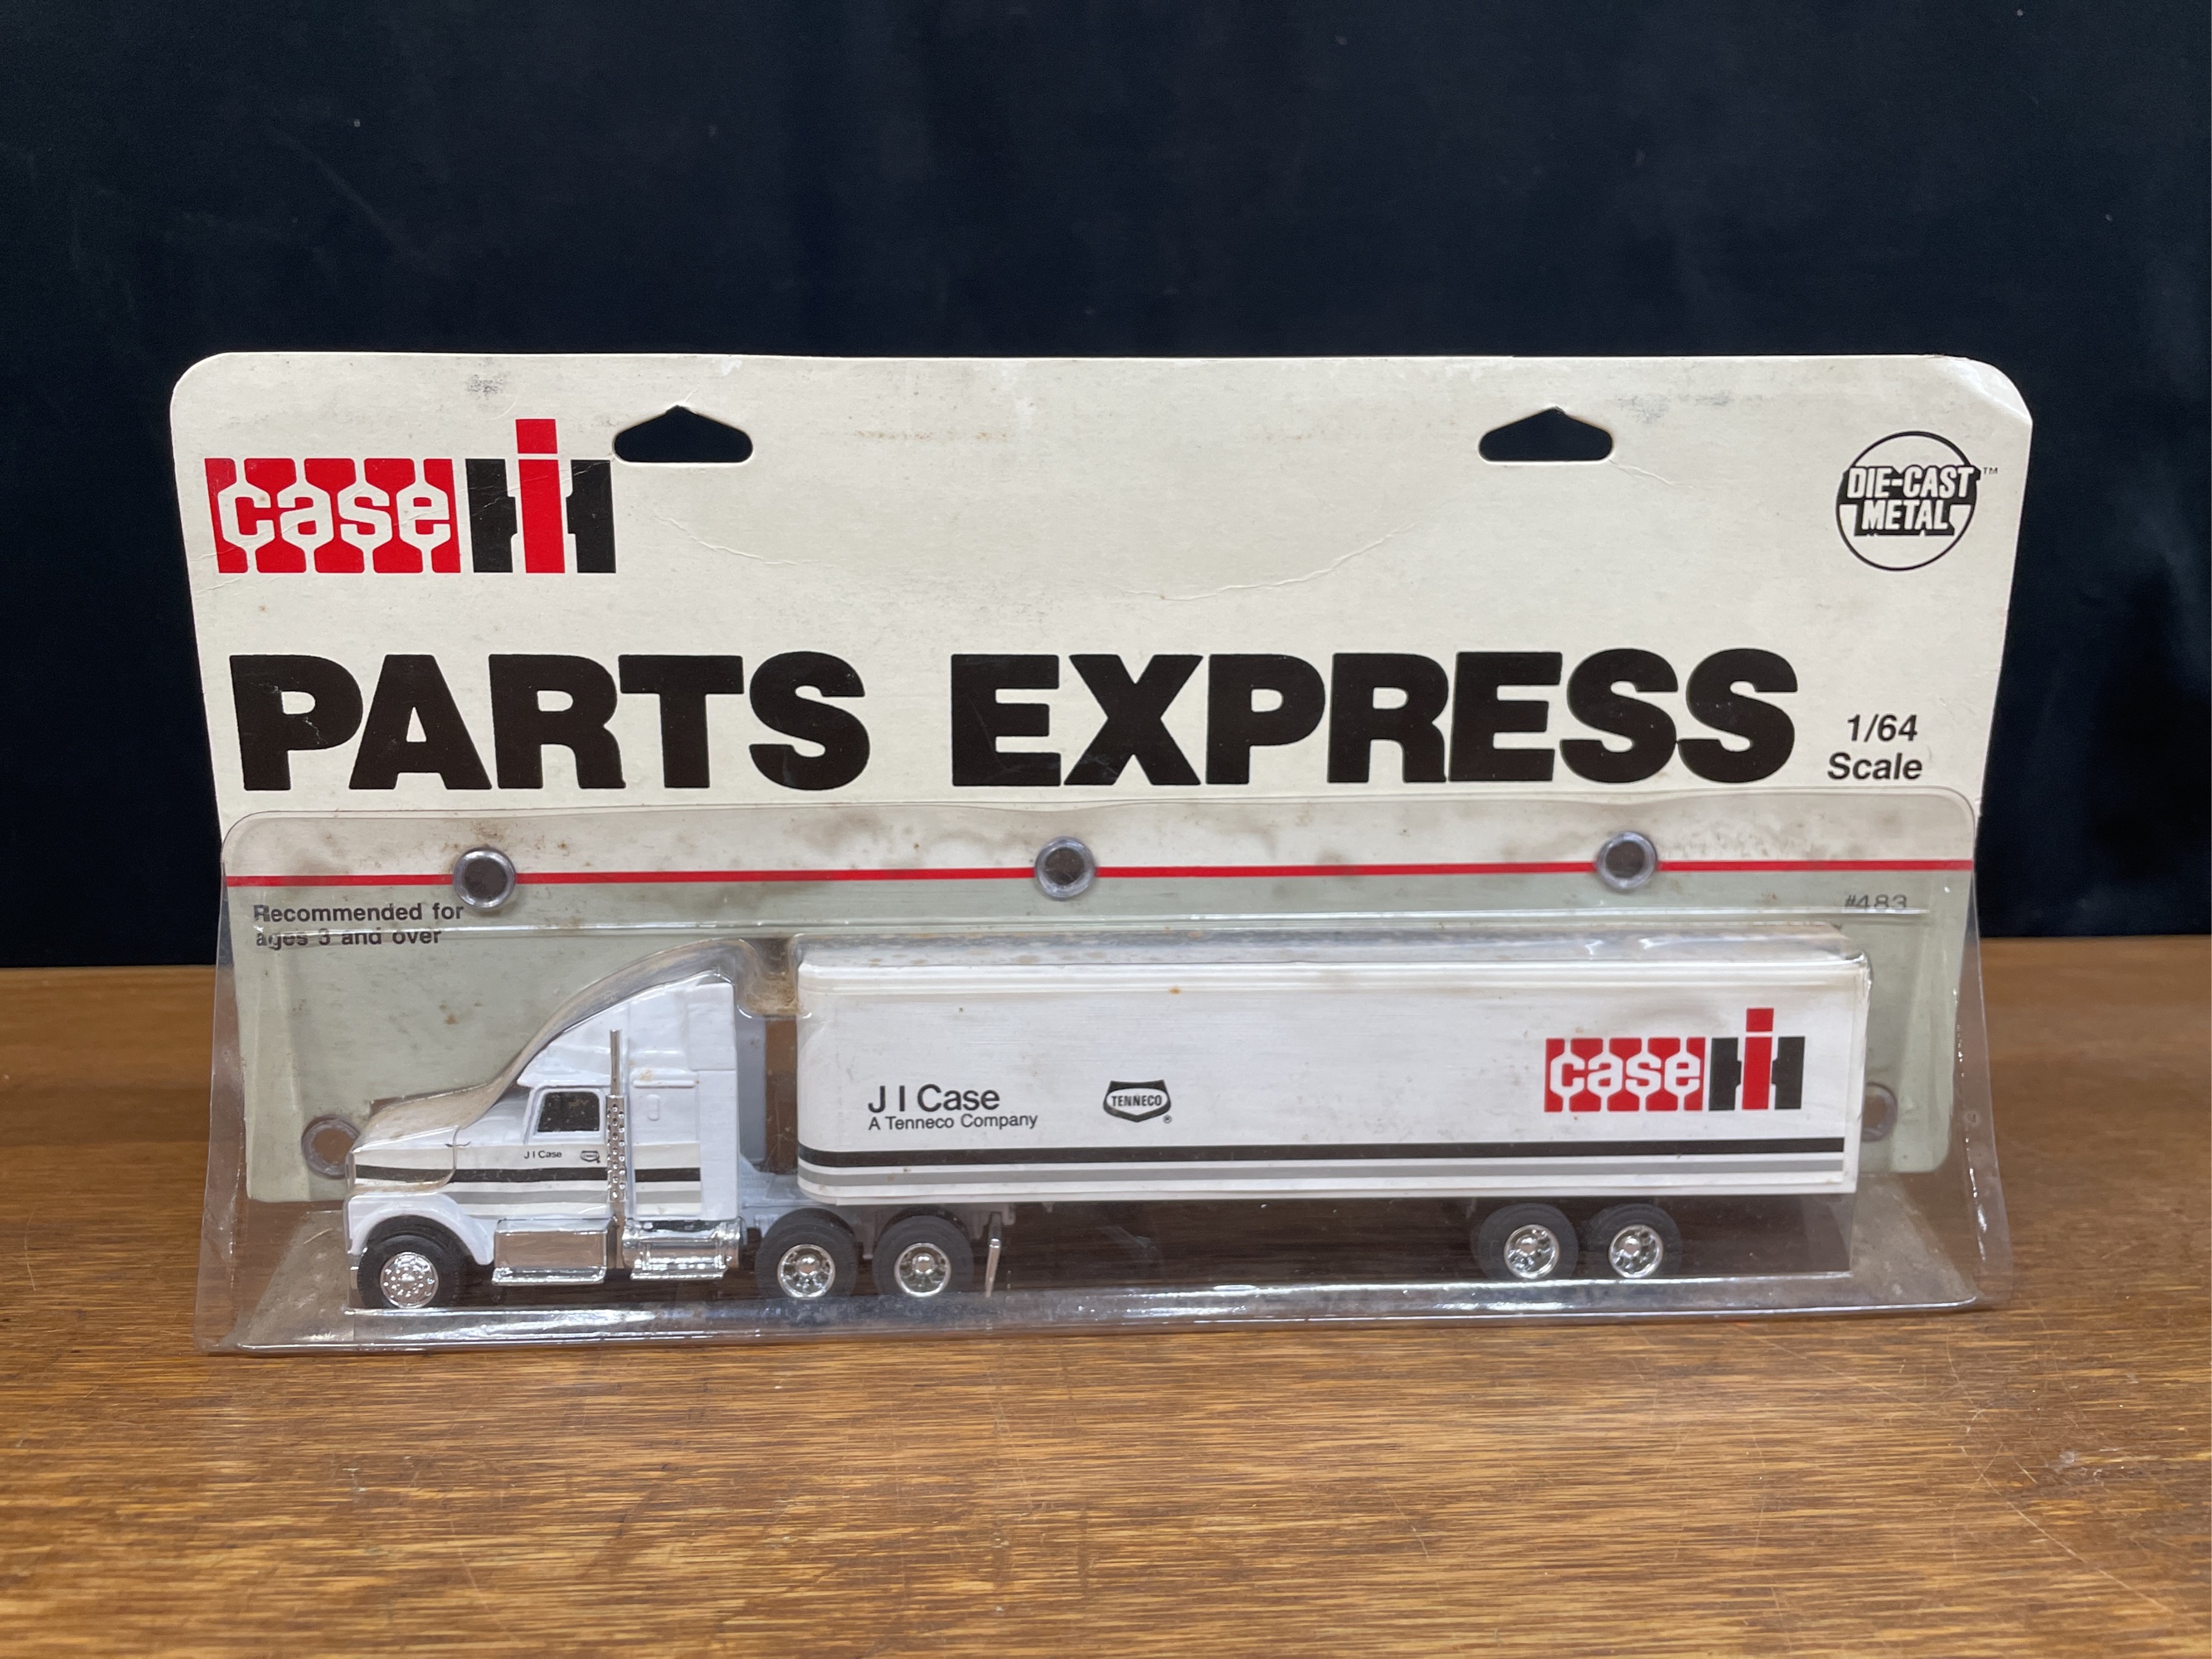 case IH
DIE-CAST™
METAL
PARTS EXPRESS
1/64
Scale
Recommended for
ages 3 and over
#483
J I Case
A Tenneco Company
TENNECO
®
case IH
J I Case